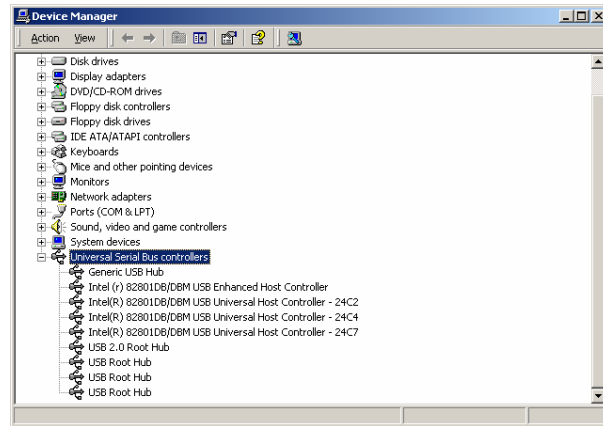 Device Manager
Action View
Disk drives
Display adapters
DVD/CD-ROM drives
Floppy disk controllers
Floppy disk drives
IDE ATA/ATAPI controllers
Keyboards
Mice and other pointing devices
Monitors
Network adapters
Ports (COM & LPT)
Sound, video and game controllers
System devices
Universal Serial Bus controllers
Generic USB Hub
Intel (r) 82801DB/DBM USB Enhanced Host Controller
Intel(R) 82801DB/DBM USB Universal Host Controller - 24C2
Intel(R) 82801DB/DBM USB Universal Host Controller - 24C4
Intel(R) 82801DB/DBM USB Universal Host Controller - 24C7
USB 2.0 Root Hub
USB Root Hub
USB Root Hub
USB Root Hub